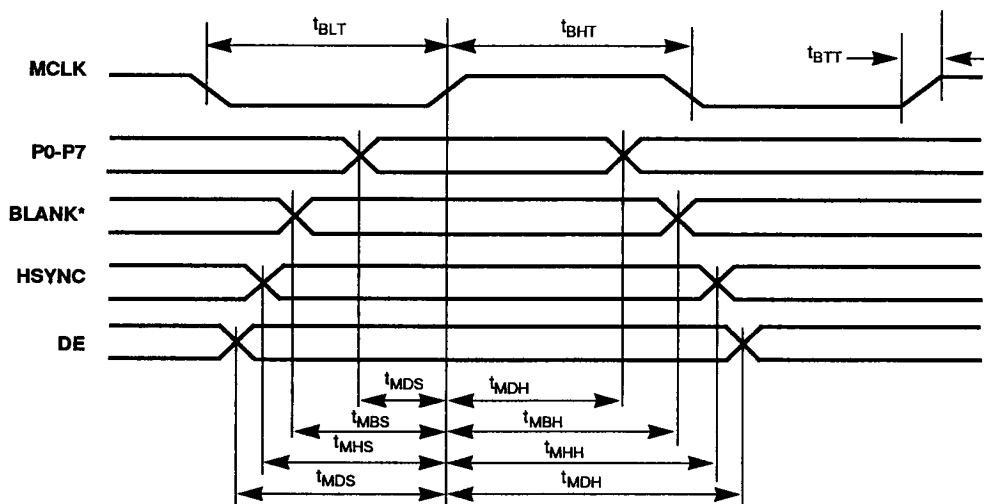 tBLT
tBHT
tBTT
MCLK
P0-P7
BLANK*
HSYNC
DE
tMDS
tMDH
tMBS
tMBH
tMHS
tMHH
tMDS
tMDH